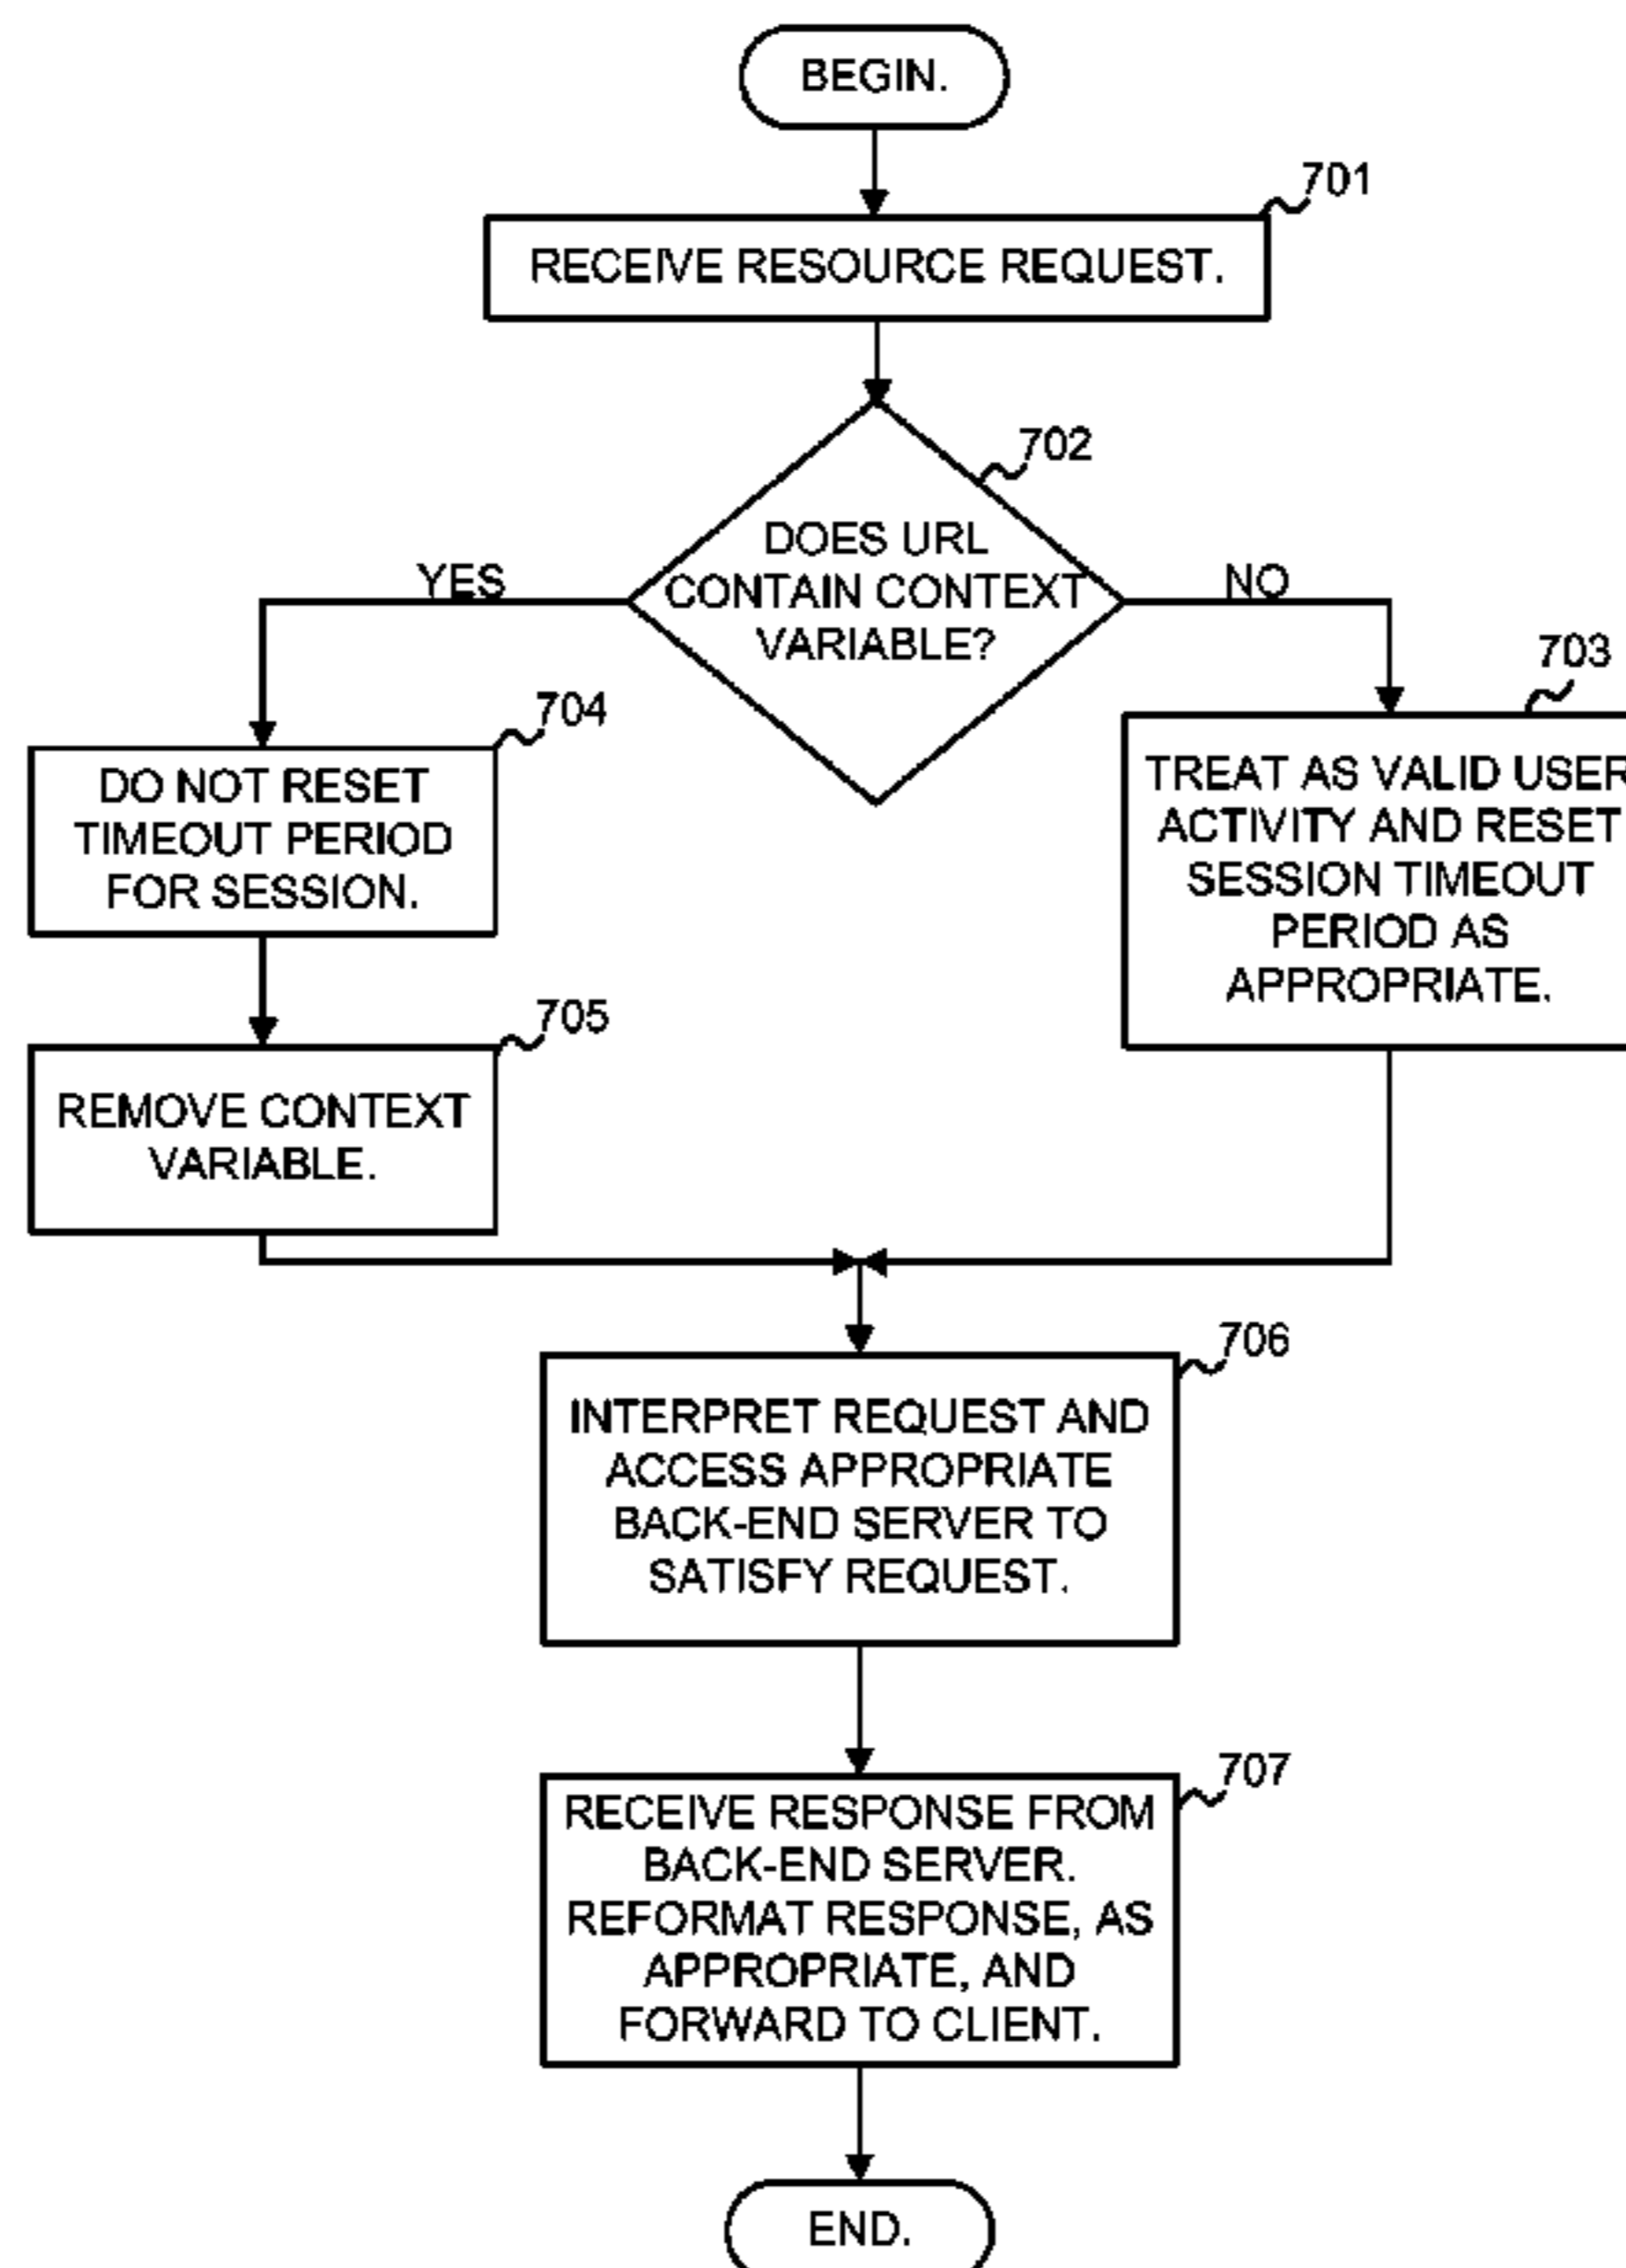 BEGIN.
701
RECEIVE RESOURCE REQUEST.
702
DOES URL
CONTAIN CONTEXT
VARIABLE?
YES
NO
703
TREAT AS VALID USER
ACTIVITY AND RESET
SESSION TIMEOUT
PERIOD AS
APPROPRIATE.
704
DO NOT RESET
TIMEOUT PERIOD
FOR SESSION.
705
REMOVE CONTEXT
VARIABLE.
706
INTERPRET REQUEST AND
ACCESS APPROPRIATE
BACK-END SERVER TO
SATISFY REQUEST.
707
RECEIVE RESPONSE FROM
BACK-END SERVER.
REFORMAT RESPONSE, AS
APPROPRIATE, AND
FORWARD TO CLIENT.
END.